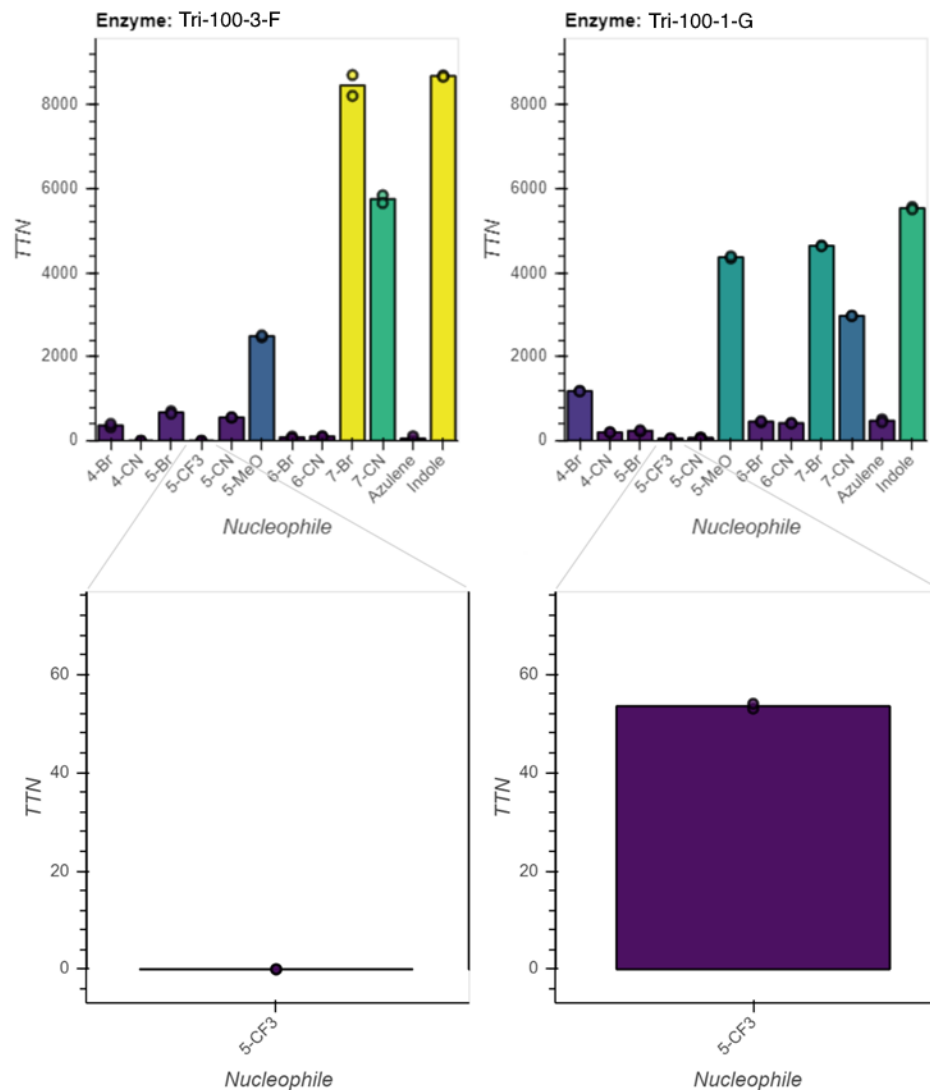 Enzyme: Tri-100-3-F
TTN
8000
6000
4000
2000
0
4-Br
4-CN
5-Br
5-CF3
5-CN
5-MeO
6-Br
6-CN
7-Br
7-CN
Azulene
Indole
Nucleophile
Enzyme: Tri-100-1-G
TTN
8000
6000
4000
2000
0
4-Br
4-CN
5-Br
5-CF3
5-CN
5-MeO
6-Br
6-CN
7-Br
7-CN
Azulene
Indole
Nucleophile
TTN
60
40
20
0
5-CF3
Nucleophile
TTN
60
40
20
0
5-CF3
Nucleophile